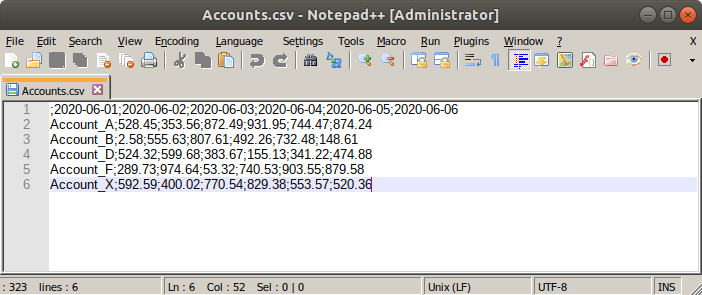 Accounts.csv - Notepad++ [Administrator]
File Edit Search View Encoding Language Settings Tools Macro Run Plugins Window ? X
Accounts.csv
1 ;2020-06-01;2020-06-02;2020-06-03;2020-06-04;2020-06-05;2020-06-06
2 Account_A;528.45;353.56;872.49;931.95;744.47;874.24
3 Account_B;2.58;555.63;807.61;492.26;732.48;148.61
4 Account_D;524.32;599.68;383.67;155.13;341.22;474.88
5 Account_F;289.73;974.64;53.32;740.53;903.55;879.58
6 Account_X;592.59;400.02;770.54;829.38;553.57;520.36
: 323 lines : 6 Ln : 6 Col : 52 Sel : 0 | 0 Unix (LF) UTF-8 INS